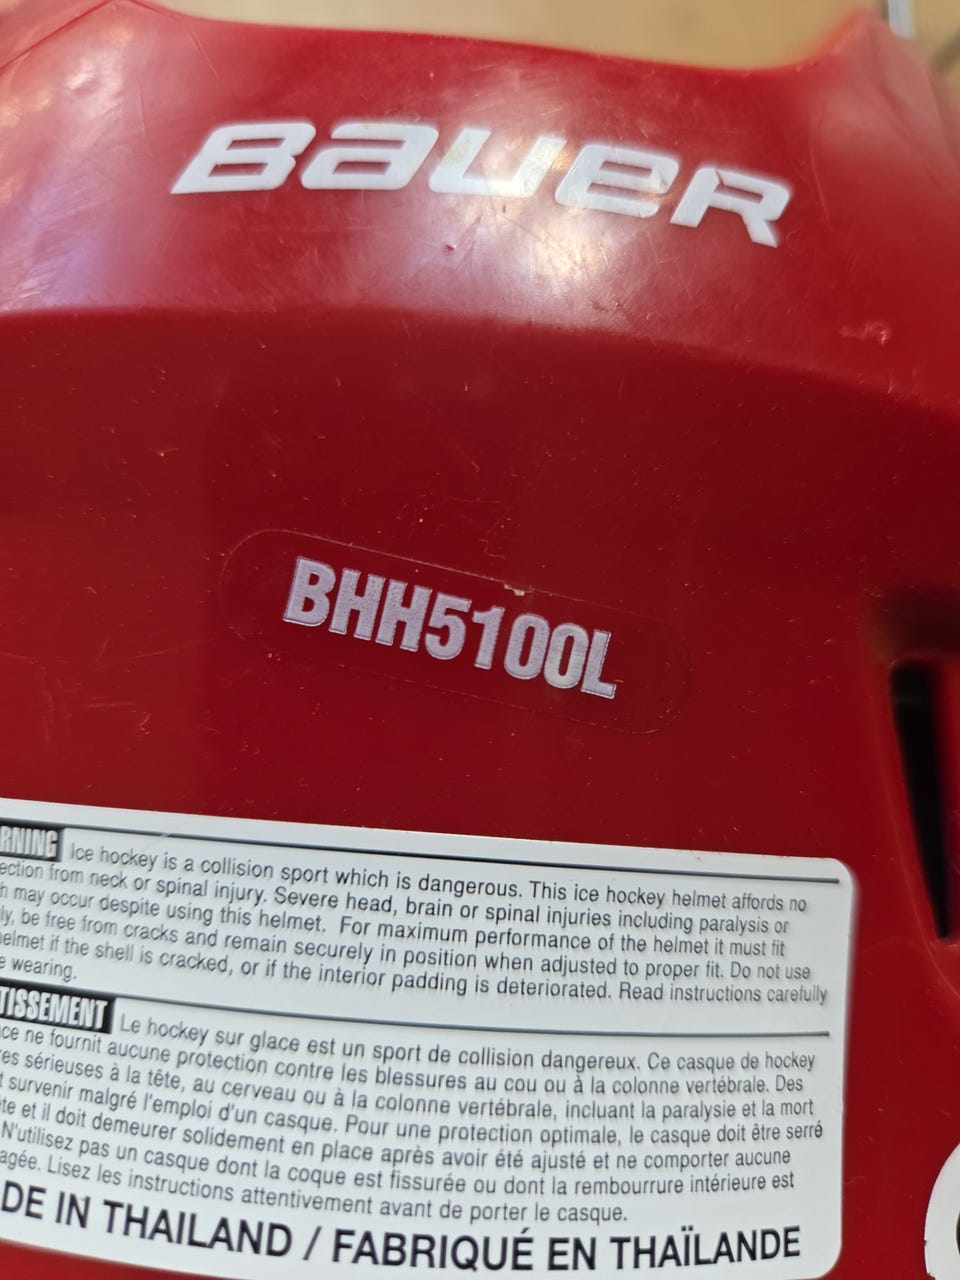 BAUER
BHH5100L
Ice hockey is a collision sport which is dangerous. This ice hockey helmet affords no
from neck or spinal injury. Severe head, brain or spinal injuries including paralysis or
may occur despite using this helmet. For maximum performance of the helmet it must fit
be free from cracks and remain securely in position when adjusted to proper fit. Do not use
helmet if the shell is cracked, or if the interior padding is deteriorated. Read instructions carefully
wearing.
Le hockey sur glace est un sport de collision dangereux. Ce casque de hockey
ne fournit aucune protection contre les blessures au cou ou à la colonne vertébrale. Des
sérieuses à la tête, au cerveau ou à la colonne vertébrale, incluant la paralysie et la mort
survenir malgré l'emploi d'un casque. Pour une protection optimale, le casque doit être serré
et il doit demeurer solidement en place après avoir été ajusté et ne comporter aucune
N'utilisez pas un casque dont la coque est fissurée ou dont la rembourrure intérieure est
Lisez les instructions attentivement avant de porter le casque.
DE IN THAILAND / FABRIQUÉ EN THAÏLANDE